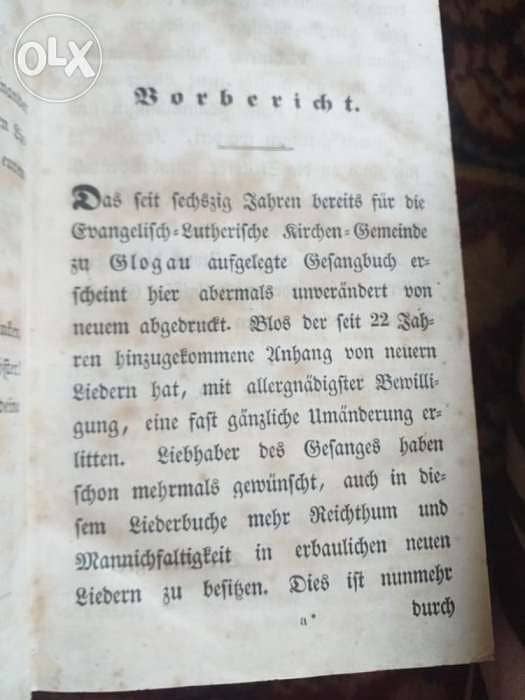 OLX
Vorbericht.
Das seit sechszig Jahren bereits für die
Evangelisch-Lutherische Kirchen-Gemeinde
zu Glogau aufgelegte Gesangbuch er-
scheint hier abermals unverändert von
neuem abgedruckt. Blos der seit 22 Jah-
ren hinzugekommene Anhang von neuern
Liedern hat, mit allergnädigster Bewilli-
gung, eine fast gänzliche Umänderung er-
litten. Liebhaber des Gesanges haben
schon mehrmals gewünscht, auch in die-
sem Liederbuche mehr Reichthum und
Mannichfaltigkeit in erbaulichen neuen
Liedern zu besitzen. Dies ist nunmehr
a*
durch